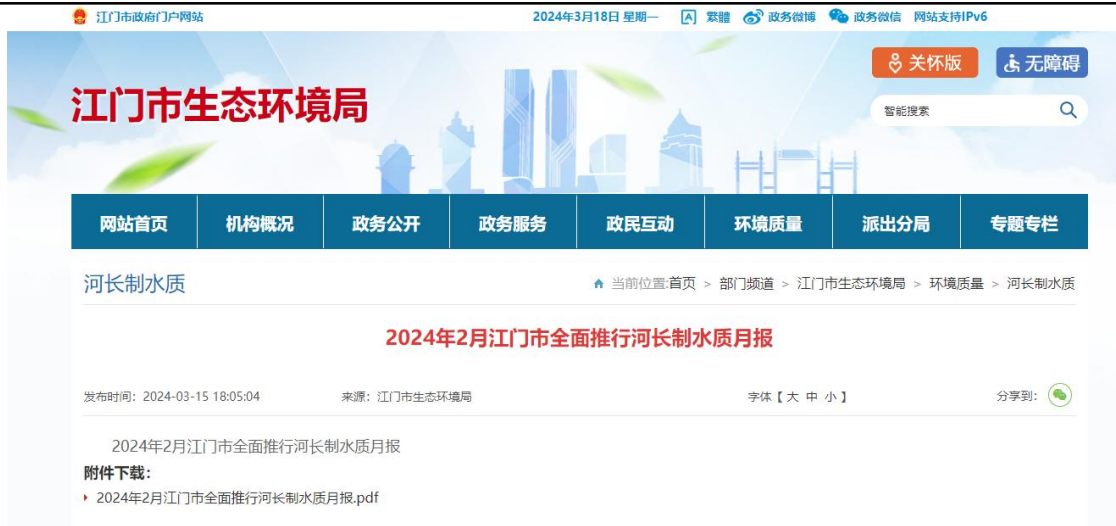 江门市政府门户网站 2024年3月18日 星期一 繁體 政务微博 政务微信 网站支持IPv6
关怀版 无障碍
江门市生态环境局
智能搜索
网站首页 机构概况 政务公开 政务服务 政民互动 环境质量 派出分局 专题专栏
河长制水质 当前位置:首页 > 部门频道 > 江门市生态环境局 > 环境质量 > 河长制水质
2024年2月江门市全面推行河长制水质月报
发布时间：2024-03-15 18:05:04 来源：江门市生态环境局 字体【 大 中 小 】 分享到：
2024年2月江门市全面推行河长制水质月报
附件下载：
2024年2月江门市全面推行河长制水质月报.pdf